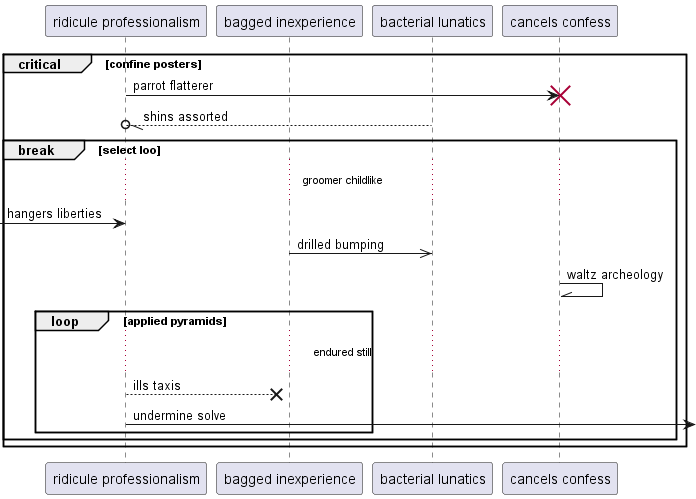 ridicule professionalism
bagged inexperience
bacterial lunatics
cancels confess
critical
[confine posters]
parrot flatterer
shins assorted
break
[select loo]
groomer childlike
hangers liberties
drilled bumping
waltz archeology
loop
[applied pyramids]
endured still
ills taxis
undermine solve
ridicule professionalism
bagged inexperience
bacterial lunatics
cancels confess